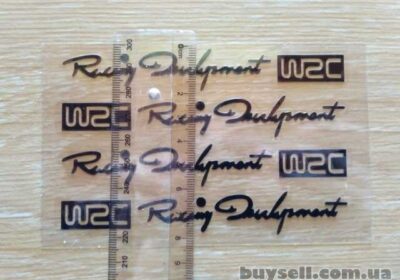 Racing Development WRC
WRC Racing Development
Racing Development WRC
WRC Racing Development
buysell.com.ua